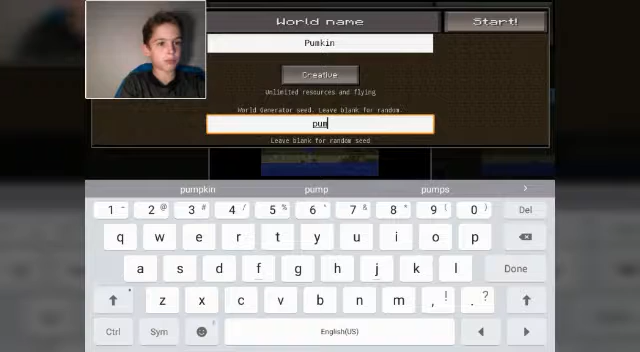 World name
Start!
Pumkin
Creative
Unlimited resources and flying
World Generator seed. Leave blank for random.
pum
Leave blank for random seed
pumpkin pump pumps >
1 ~ 2 @ 3 # 4 / 5 % 6 ^ 7 & 8 * 9 ( 0 ) Del
q w e r t y u i o p
a s d f g h j k l Done
z x c v b n m , ! . ?
Ctrl Sym English(US)